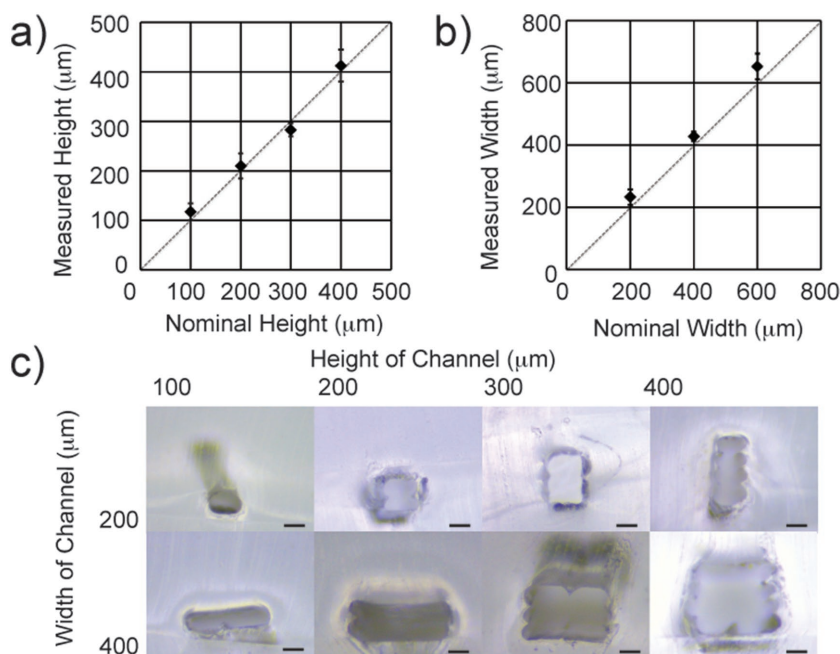 a)
500
400
300
200
100
0
Measured Height (μm)
0 100 200 300 400 500
Nominal Height (μm)
b)
800
600
400
200
0
Measured Width (μm)
0 200 400 600 800
Nominal Width (μm)
c)
Height of Channel (μm)
100 200 300 400
Width of Channel (μm)
200
400